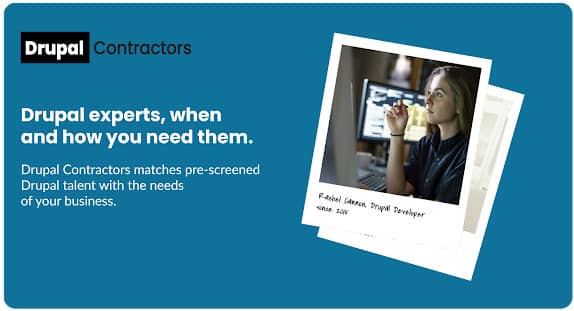 Drupal Contractors
Drupal experts, when
and how you need them.
Drupal Contractors matches pre-screened
Drupal talent with the needs
of your business.
Rachel Cannon, Drupal Developer
since 2015